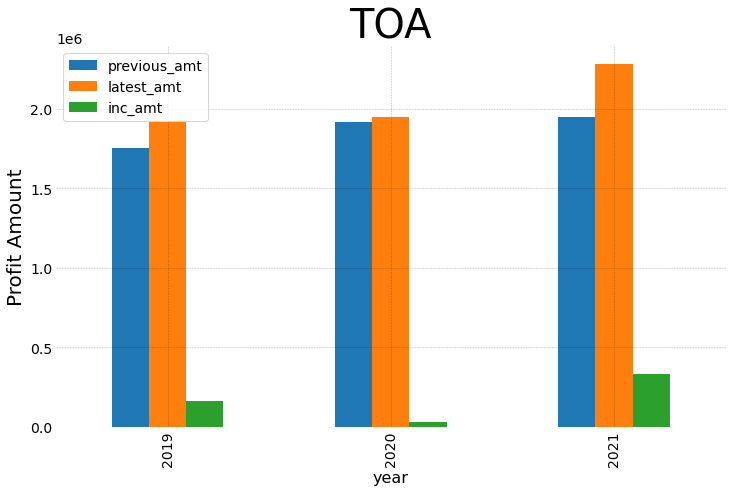 TOA
1e6
previous_amt
latest_amt
inc_amt
2.0
1.5
1.0
0.5
0.0
Profit Amount
2019
2020
2021
year